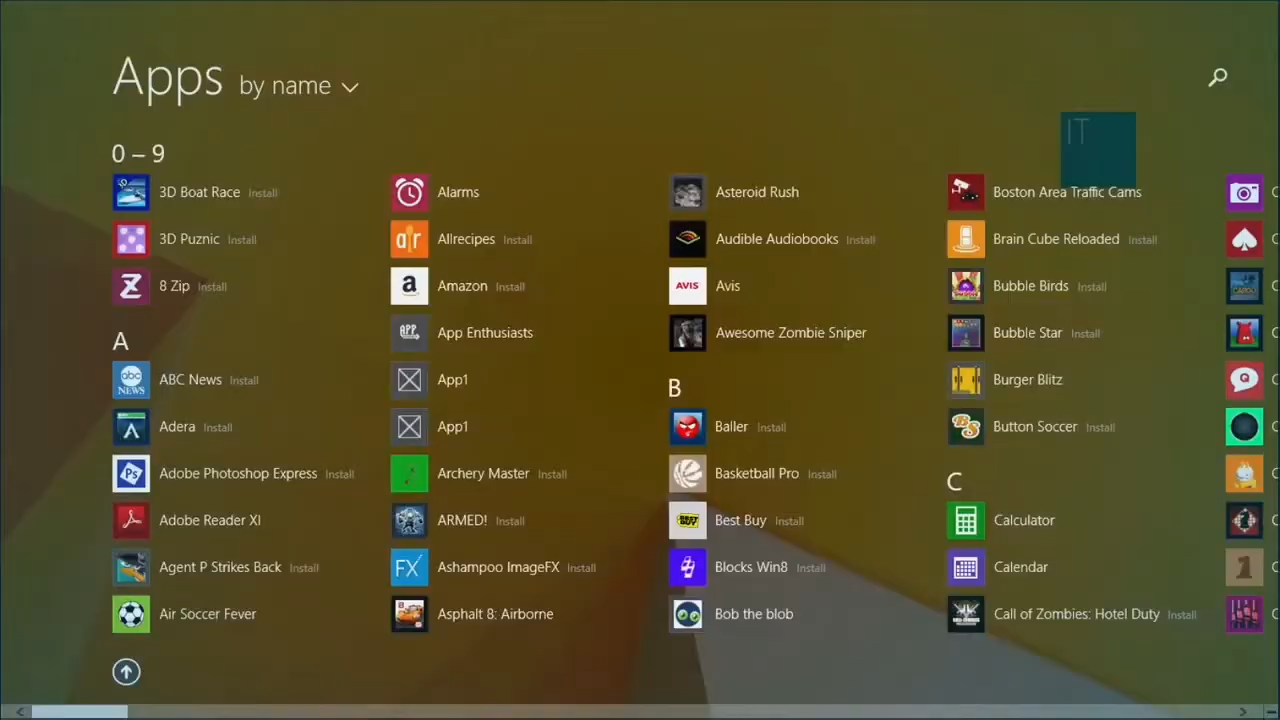 Apps by name
IT
0 – 9
3D Boat Race Install
3D Puznic Install
8 Zip Install
A
ABC News Install
Adera Install
Adobe Photoshop Express Install
Adobe Reader XI
Agent P Strikes Back Install
Air Soccer Fever
Alarms
Allrecipes Install
Amazon Install
App Enthusiasts
App1
App1
Archery Master Install
ARMED! Install
Ashampoo ImageFX Install
Asphalt 8: Airborne
Asteroid Rush
Audible Audiobooks Install
Avis
Awesome Zombie Sniper
B
Baller Install
Basketball Pro Install
Best Buy Install
Blocks Win8 Install
Bob the blob
Boston Area Traffic Cams
Brain Cube Reloaded Install
Bubble Birds Install
Bubble Star Install
Burger Blitz
Button Soccer Install
C
Calculator
Calendar
Call of Zombies: Hotel Duty Install